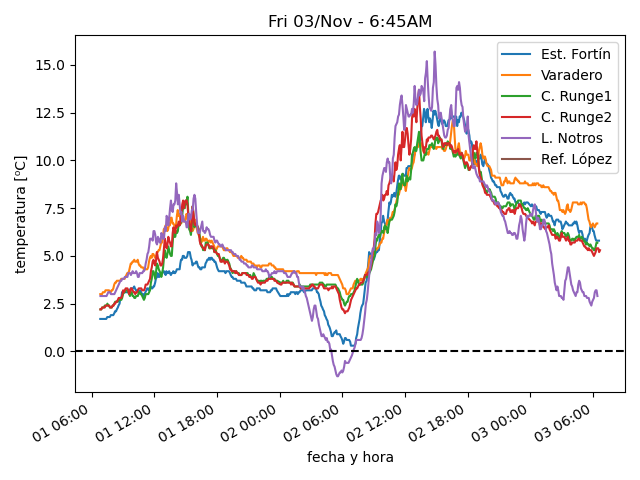 Fri 03/Nov - 6:45AM
temperatura [ºC]
15.0
12.5
10.0
7.5
5.0
2.5
0.0
Est. Fortín
Varadero
C. Runge1
C. Runge2
L. Notros
Ref. López
01 06:00
01 12:00
01 18:00
02 00:00
02 06:00
02 12:00
02 18:00
03 00:00
03 06:00
fecha y hora